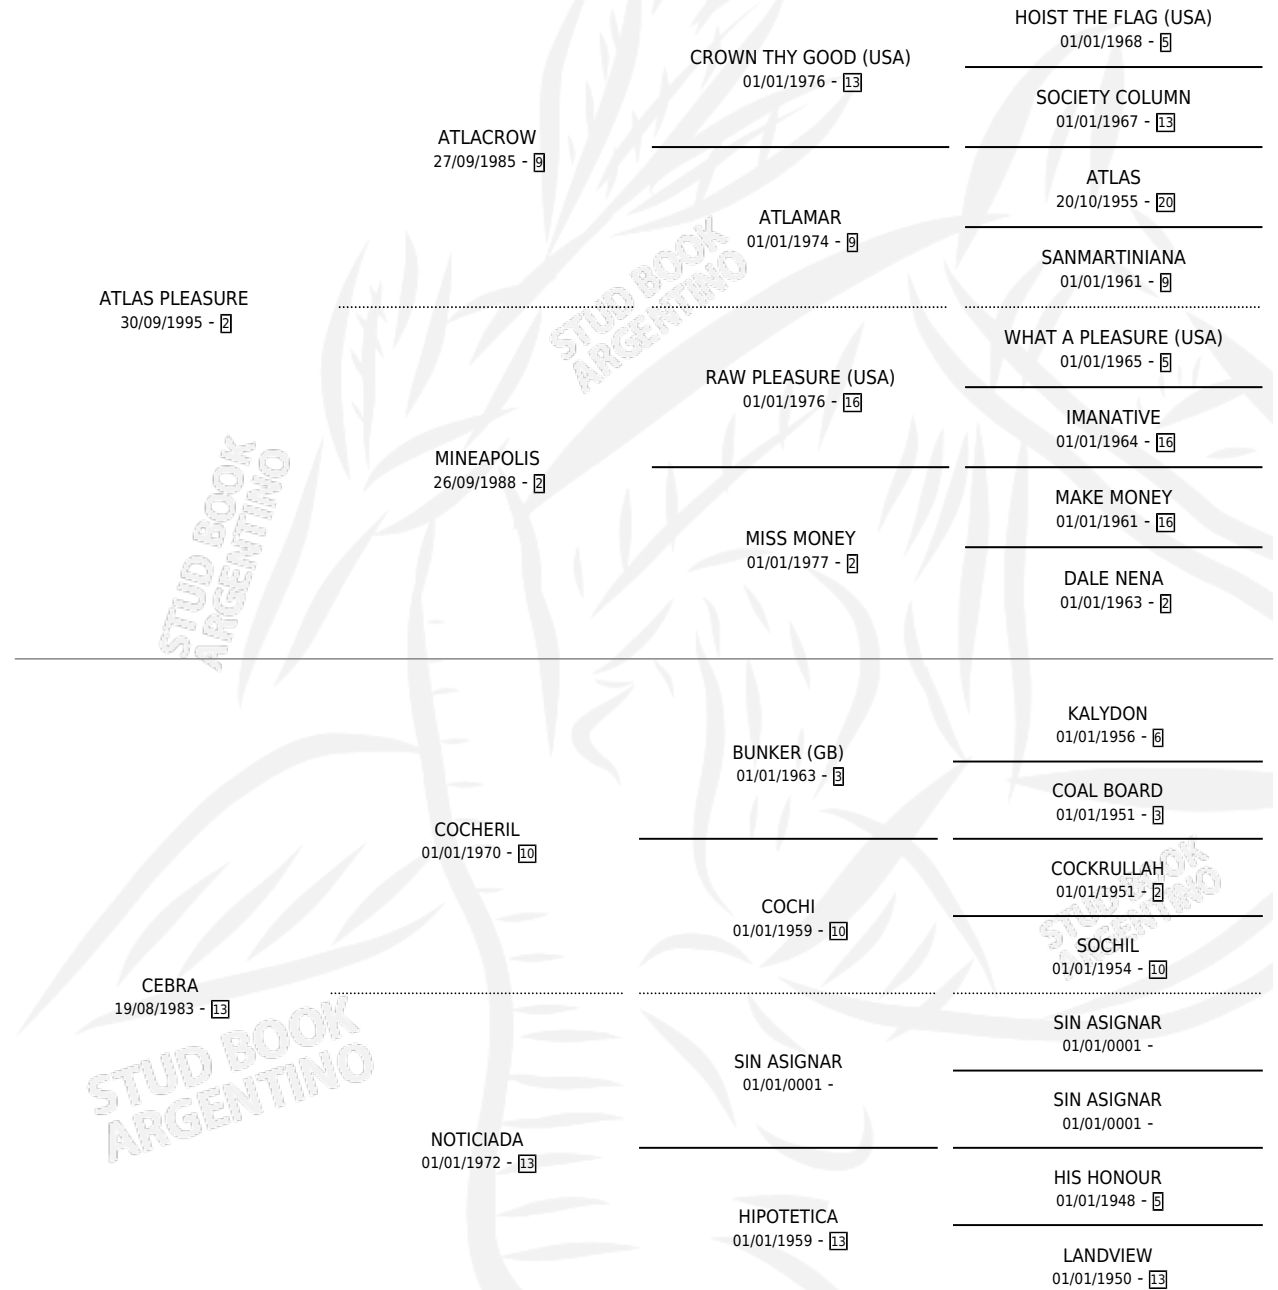 HOIST THE FLAG (USA)
01/01/1968 - 5
CROWN THY GOOD (USA)
01/01/1976 - 13
SOCIETY COLUMN
01/01/1967 - 13
ATLACROW
27/09/1985 - 9
ATLAS
20/10/1955 - 20
ATLAMAR
01/01/1974 - 9
SANMARTINIANA
01/01/1961 - 9
ATLAS PLEASURE
30/09/1995 - 2
WHAT A PLEASURE (USA)
01/01/1965 - 5
RAW PLEASURE (USA)
01/01/1976 - 16
IMANATIVE
01/01/1964 - 16
MINEAPOLIS
26/09/1988 - 2
MAKE MONEY
01/01/1961 - 16
MISS MONEY
01/01/1977 - 2
DALE NENA
01/01/1963 - 2
KALYDON
01/01/1956 - 6
BUNKER (GB)
01/01/1963 - 3
COAL BOARD
01/01/1951 - 3
COCHERIL
01/01/1970 - 10
COCKRULLAH
01/01/1951 - 2
COCHI
01/01/1959 - 10
SOCHIL
01/01/1954 - 10
CEBRA
19/08/1983 - 13
SIN ASIGNAR
01/01/0001 -
SIN ASIGNAR
01/01/0001 -
SIN ASIGNAR
01/01/0001 -
NOTICIADA
01/01/1972 - 13
HIS HONOUR
01/01/1948 - 5
HIPOTETICA
01/01/1959 - 13
LANDVIEW
01/01/1950 - 13
STUD BOOK
ARGENTINO
STUD BOOK
ARGENTINO
STUD BOOK
ARGENTINO
STUD BOOK
ARGENTINO